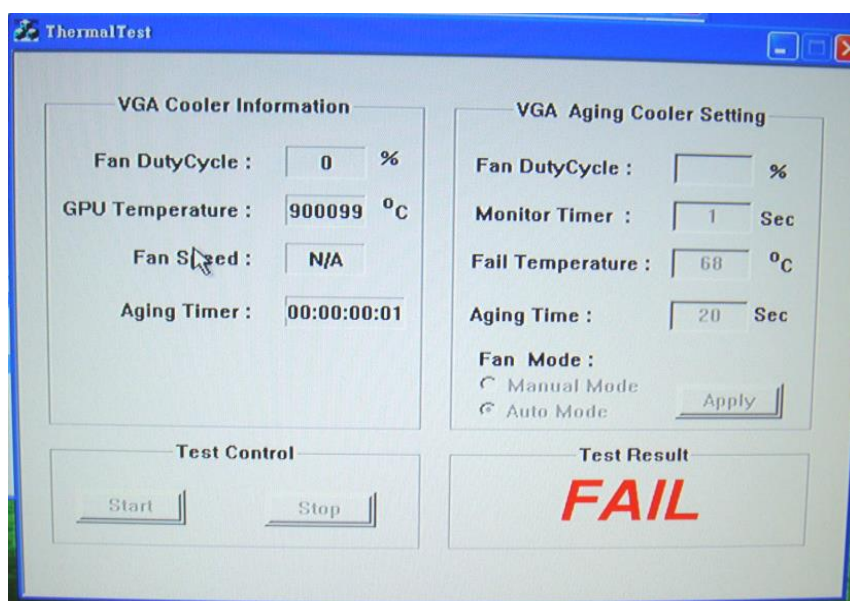 ThermalTest
VGA Cooler Information
Fan DutyCycle : 0 %
GPU Temperature : 900099 ºC
Fan Speed : N/A
Aging Timer : 00:00:00:01
VGA Aging Cooler Setting
Fan DutyCycle : %
Monitor Timer : 1 Sec
Fail Temperature : 68 ºC
Aging Time : 20 Sec
Fan Mode :
Manual Mode
Auto Mode
Apply
Test Control
Start Stop
Test Result
FAIL